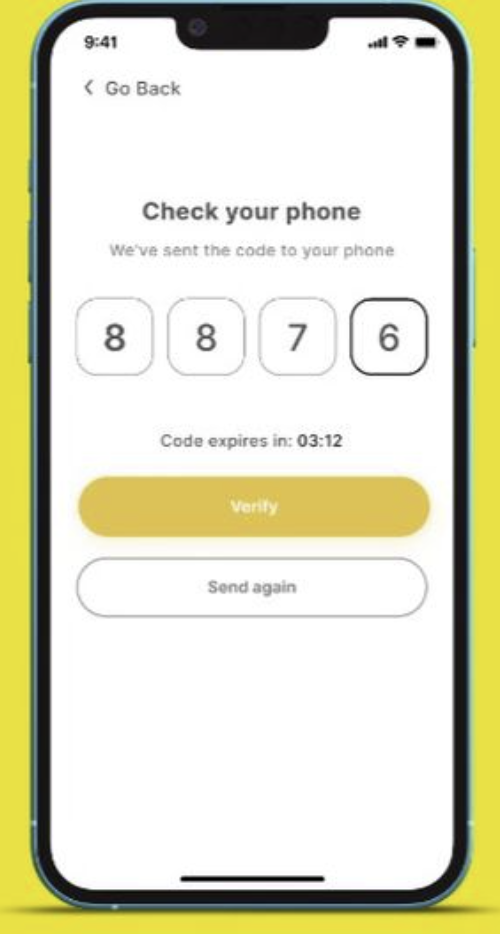 9:41
Go Back
Check your phone
We've sent the code to your phone
8 8 7 6
Code expires in: 03:12
Verify
Send again